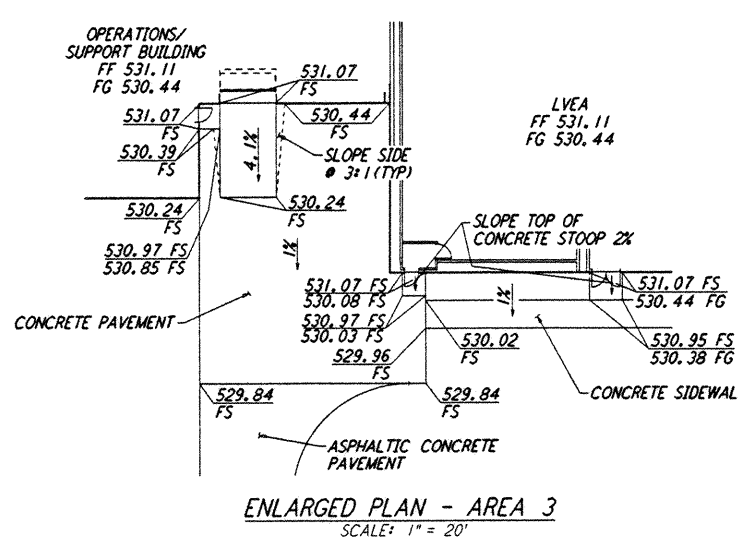 OPERATIONS/
SUPPORT BUILDING
FF 531.11
FG 530.44
531.07
FS
531.07
FS
530.44
FS
530.39
FS
4.1%
SLOPE SIDE
@ 3:1(TYP)
LVEA
FF 531.11
FG 530.44
530.24
FS
530.24
FS
530.97 FS
530.85 FS
1%
SLOPE TOP OF
CONCRETE STOOP 2%
531.07 FS
530.08 FS
1%
531.07 FS
530.44 FG
CONCRETE PAVEMENT
530.97 FS
530.03 FS
530.02
FS
530.95 FS
530.38 FG
529.96
FS
529.84
FS
529.84
FS
CONCRETE SIDEWAL
ASPHALTIC CONCRETE
PAVEMENT
ENLARGED PLAN - AREA 3
SCALE: 1" = 20'